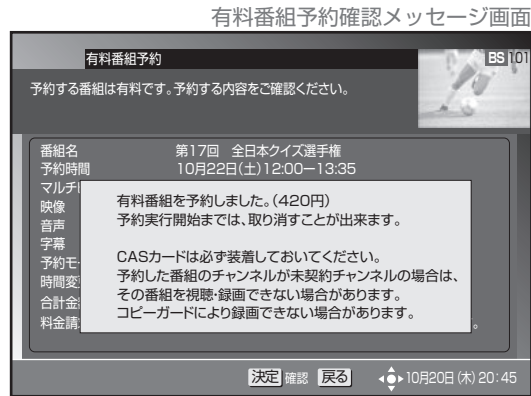 有料番組予約確認メッセージ画面
有料番組予約
BS 101
予約する番組は有料です。予約する内容をご確認ください。
番組名 第17回 全日本クイズ選手権
予約時間 10月22日(土)12:00ー13:35
マルチ
映像
音声
字幕
予約モ
時間変
合計金
料金請
有料番組を予約しました。(420円)
予約実行開始までは、取り消すことが出来ます。
CASカードは必ず装着しておいてください。
予約した番組のチャンネルが未契約チャンネルの場合は、
その番組を視聴・録画できない場合があります。
コピーガードにより録画できない場合があります。
。
決定 確認 戻る 10月20日(木)20:45